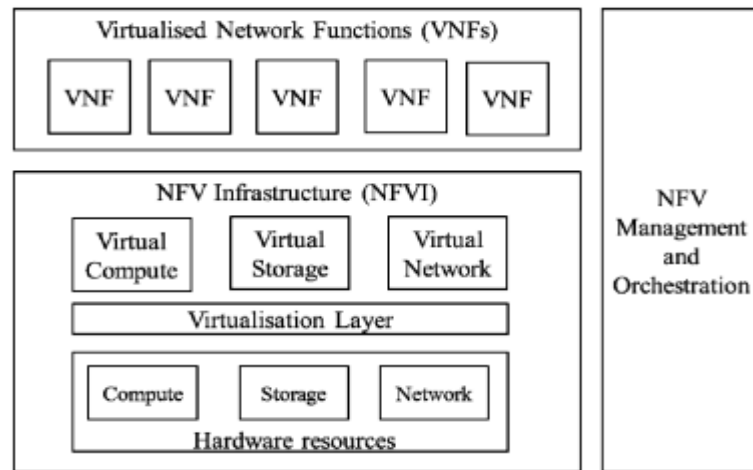 Virtualised Network Functions (VNFs)
VNF VNF VNF VNF VNF
NFV Infrastructure (NFVI)
Virtual
Compute
Virtual
Storage
Virtual
Network
Virtualisation Layer
Compute Storage Network
Hardware resources
NFV
Management
and
Orchestration